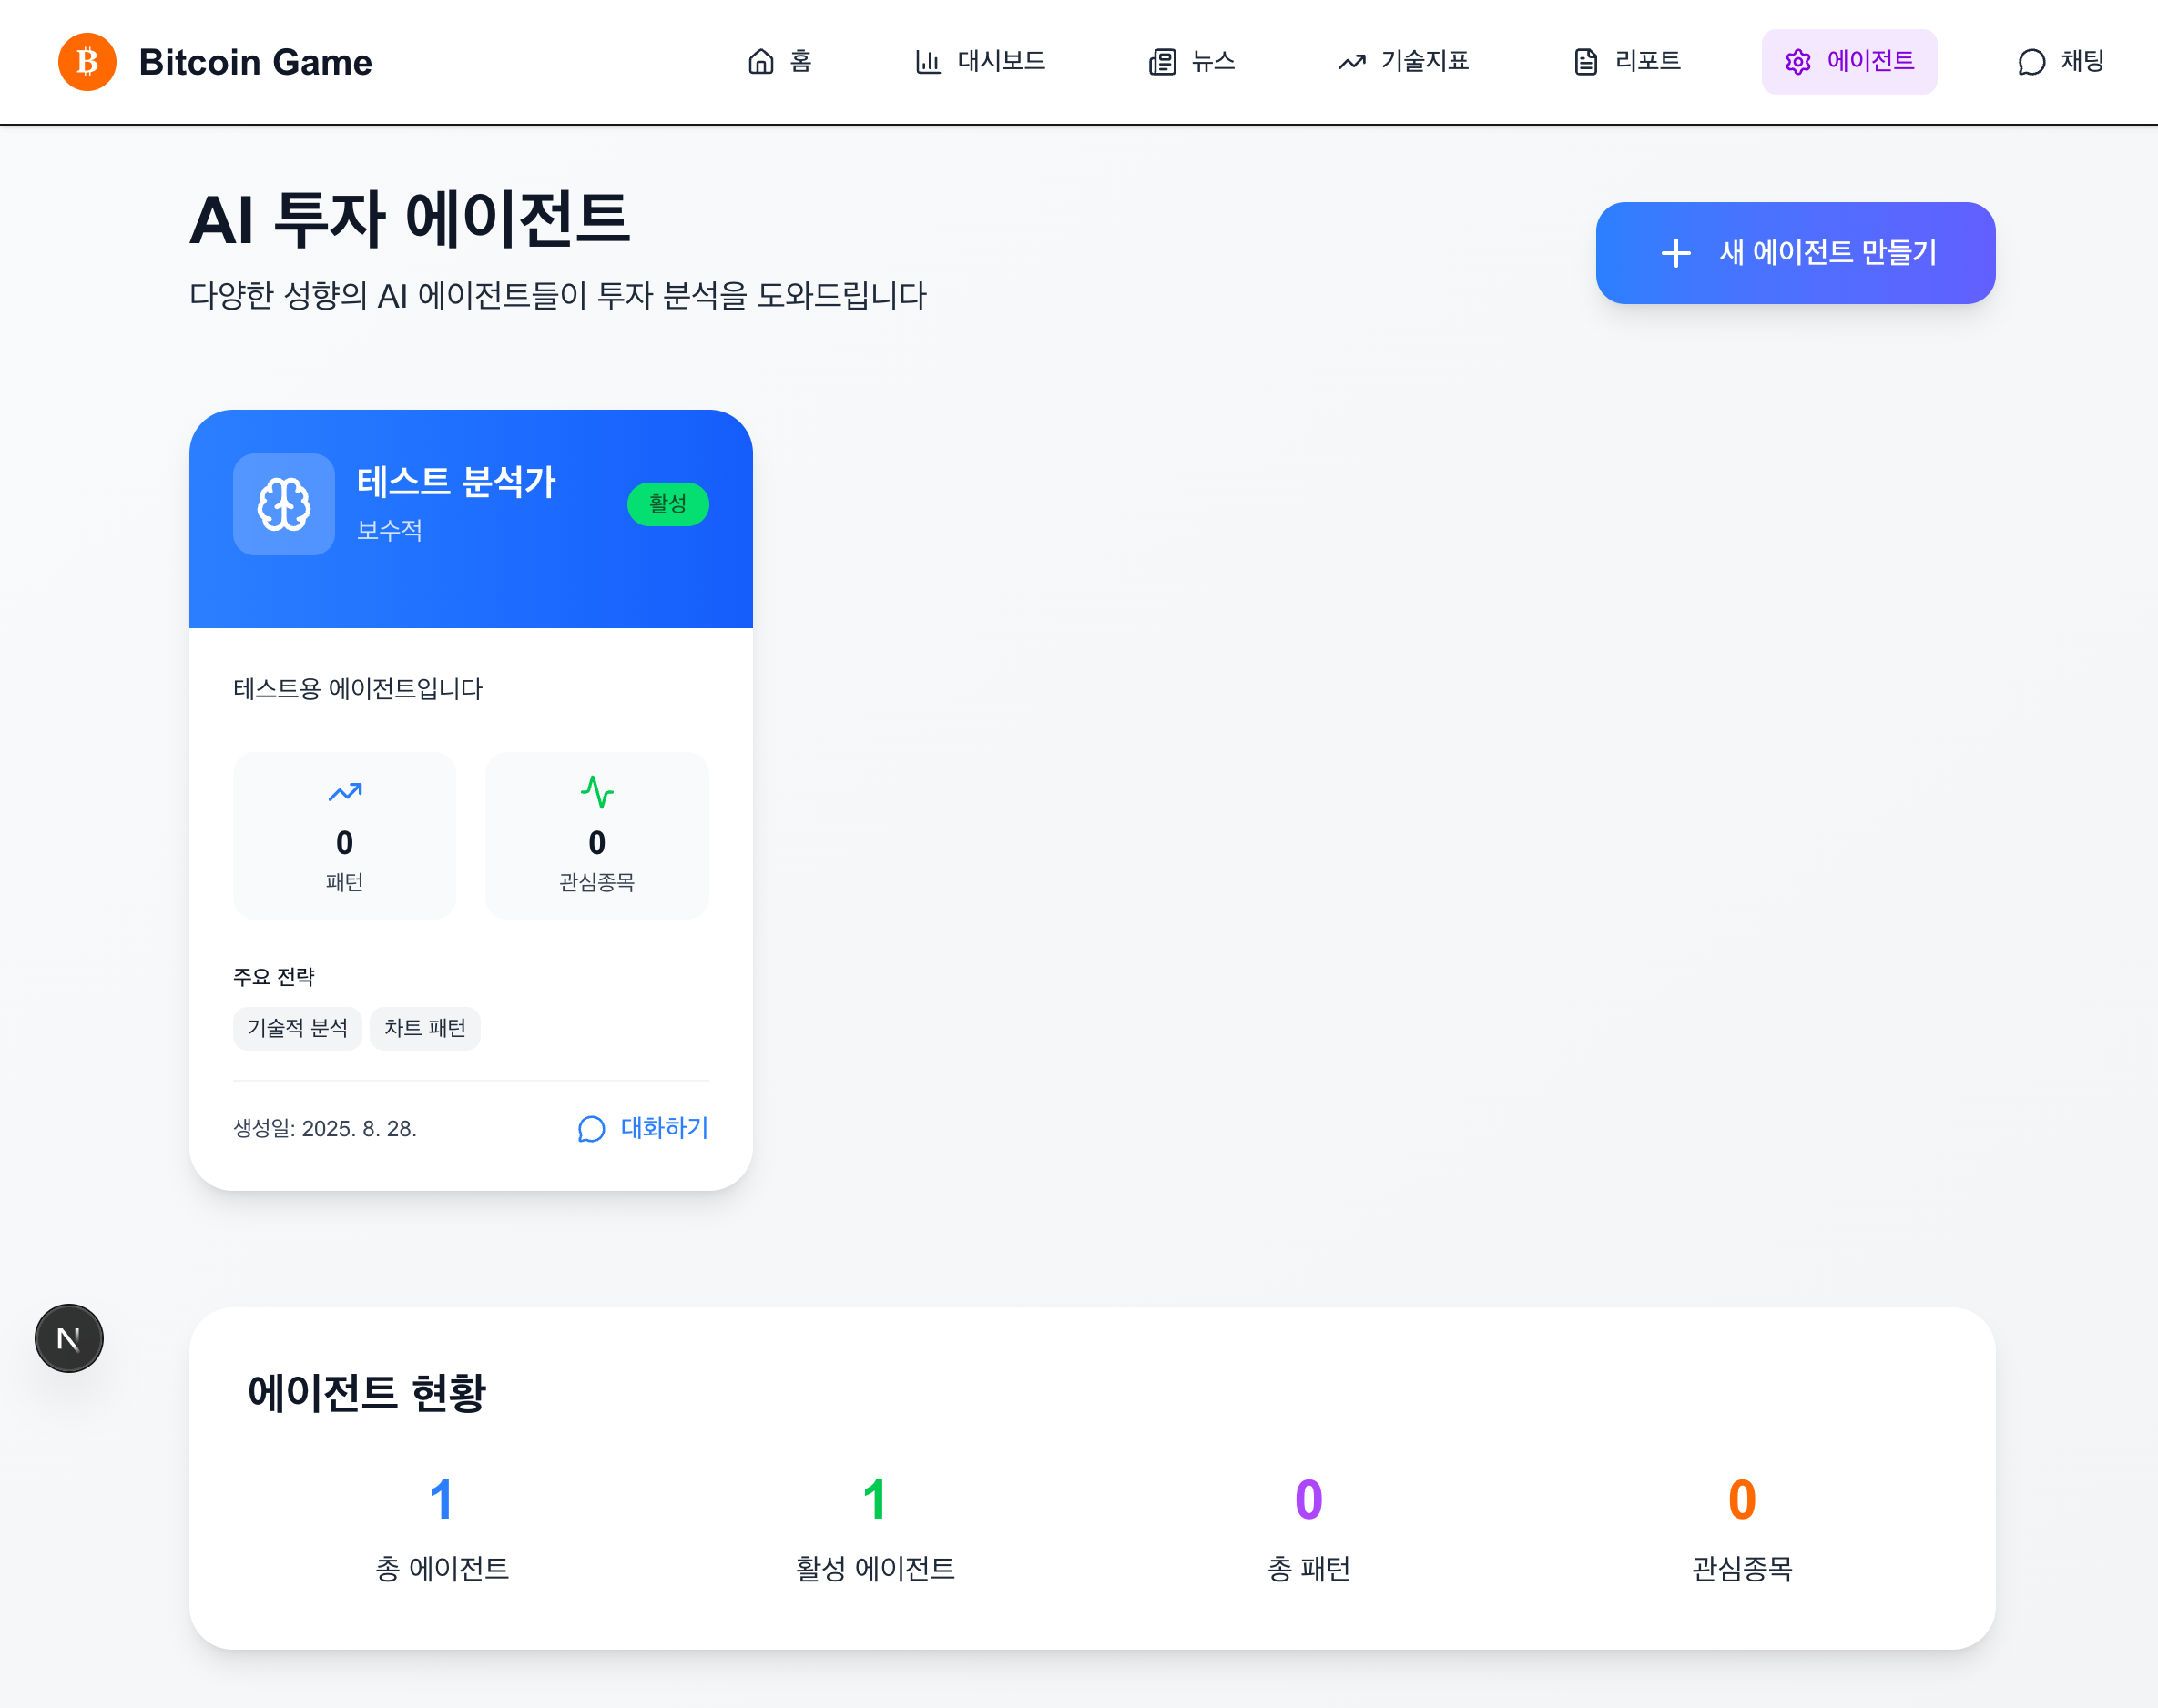 Bitcoin Game
홈
대시보드
뉴스
기술지표
리포트
에이전트
채팅
AI 투자 에이전트
다양한 성향의 AI 에이전트들이 투자 분석을 도와드립니다
새 에이전트 만들기
테스트 분석가
보수적
활성
테스트용 에이전트입니다
0
패턴
0
관심종목
주요 전략
기술적 분석
차트 패턴
생성일: 2025. 8. 28.
대화하기
N
에이전트 현황
1
총 에이전트
1
활성 에이전트
0
총 패턴
0
관심종목